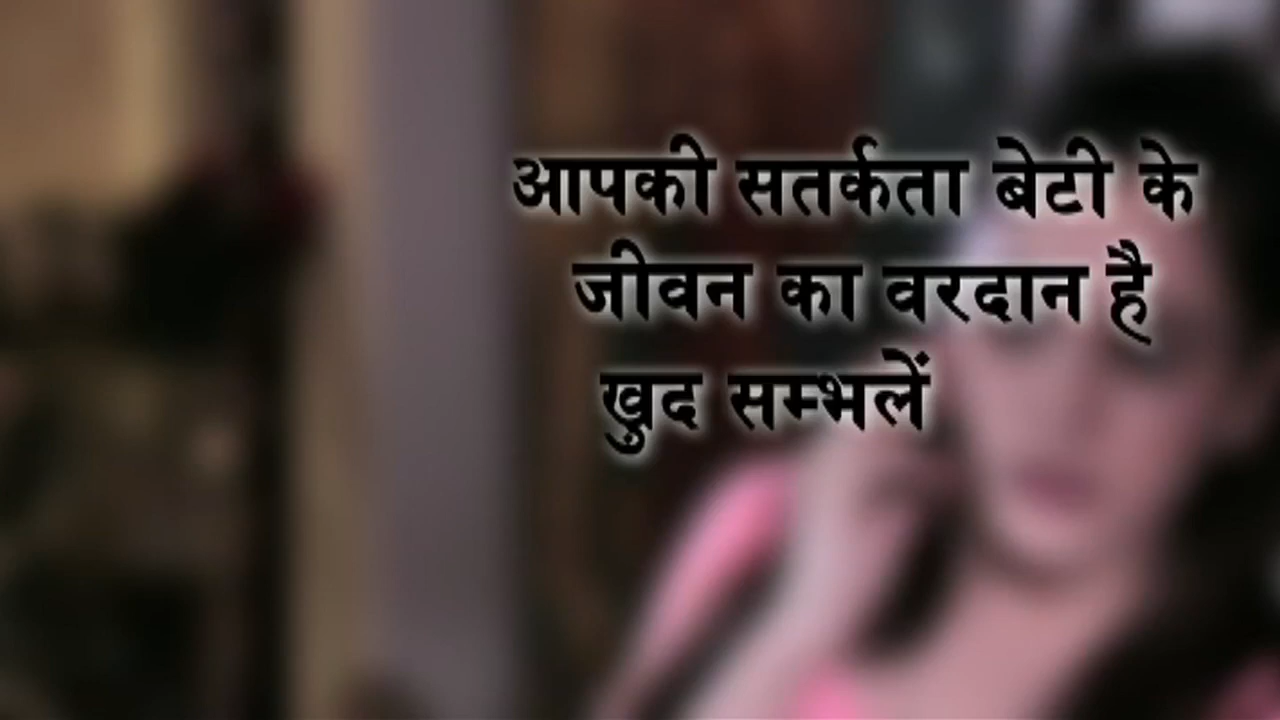 आपकी सतर्कता बेटी के
जीवन का वरदान है
खुद सम्भलें